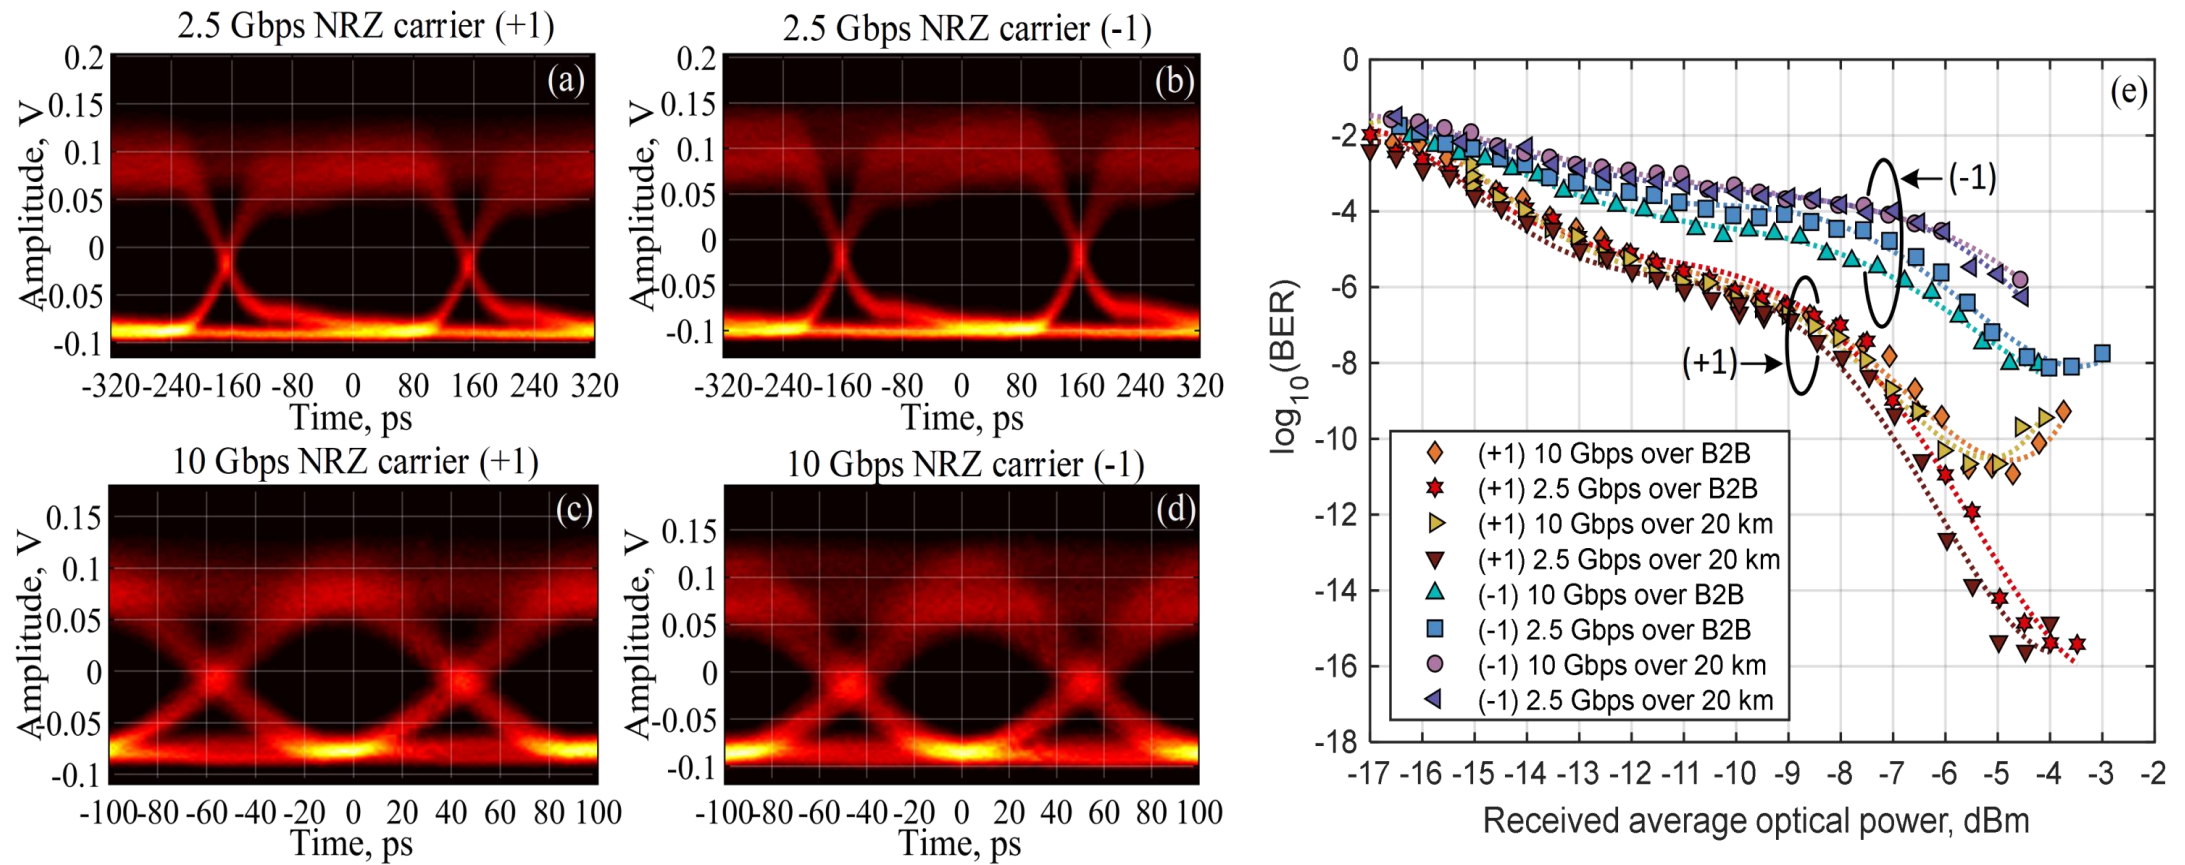 2.5 Gbps NRZ carrier (+1)
(a)
0.2
0.15
0.1
0.05
0
-0.05
-0.1
Amplitude, V
-320 -240 -160 -80 0 80 160 240 320
Time, ps
2.5 Gbps NRZ carrier (-1)
(b)
0.2
0.15
0.1
0.05
0
-0.05
-0.1
Amplitude, V
-320 -240 -160 -80 0 80 160 240 320
Time, ps
10 Gbps NRZ carrier (+1)
(c)
0.15
0.1
0.05
0
-0.05
-0.1
Amplitude, V
-100 -80 -60 -40 -20 0 20 40 60 80 100
Time, ps
10 Gbps NRZ carrier (-1)
(d)
0.15
0.1
0.05
0
-0.05
-0.1
Amplitude, V
-100 -80 -60 -40 -20 0 20 40 60 80 100
Time, ps
(e)
0
-2
-4
-6
-8
-10
-12
-14
-16
-18
log10(BER)
(-1)
(+1)
(+1) 10 Gbps over B2B
(+1) 2.5 Gbps over B2B
(+1) 10 Gbps over 20 km
(+1) 2.5 Gbps over 20 km
(-1) 10 Gbps over B2B
(-1) 2.5 Gbps over B2B
(-1) 10 Gbps over 20 km
(-1) 2.5 Gbps over 20 km
-17 -16 -15 -14 -13 -12 -11 -10 -9 -8 -7 -6 -5 -4 -3 -2
Received average optical power, dBm